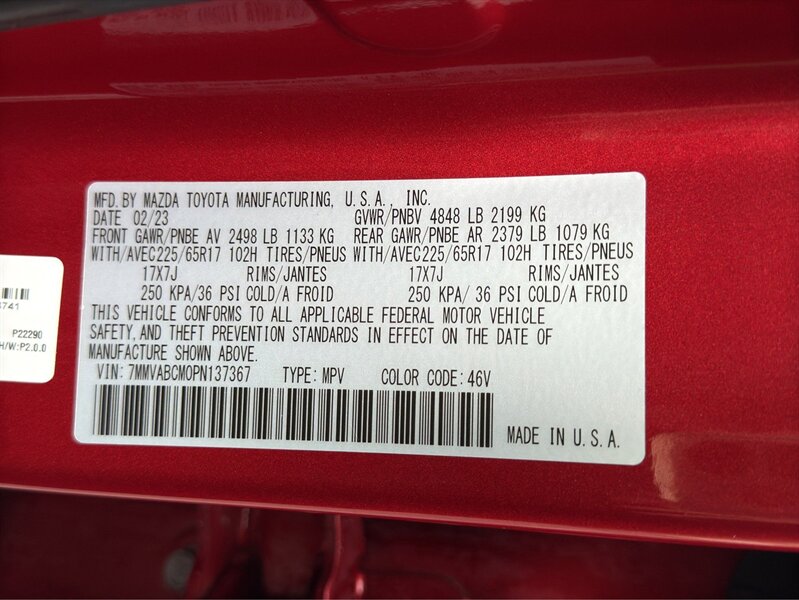 MFD. BY MAZDA TOYOTA MANUFACTURING, U.S.A., INC.
DATE 02/23 GVWR/PNBV 4848 LB 2199 KG
FRONT GAWR/PNBE AV 2498 LB 1133 KG REAR GAWR/PNBE AR 2379 LB 1079 KG
WITH/AVEC225/65R17 102H TIRES/PNEUS WITH/AVEC225/65R17 102H TIRES/PNEUS
17X7J RIMS/JANTES 17X7J RIMS/JANTES
250 KPA/36 PSI COLD/A FROID 250 KPA/ 36 PSI COLD/A FROID
THIS VEHICLE CONFORMS TO ALL APPLICABLE FEDERAL MOTOR VEHICLE
SAFETY, AND THEFT PREVENTION STANDARDS IN EFFECT ON THE DATE OF
MANUFACTURE SHOWN ABOVE.
VIN: 7MMVABCM0PN137367 TYPE: MPV COLOR CODE: 46V
MADE IN U.S.A.
P22290
H/W:P2.0.0